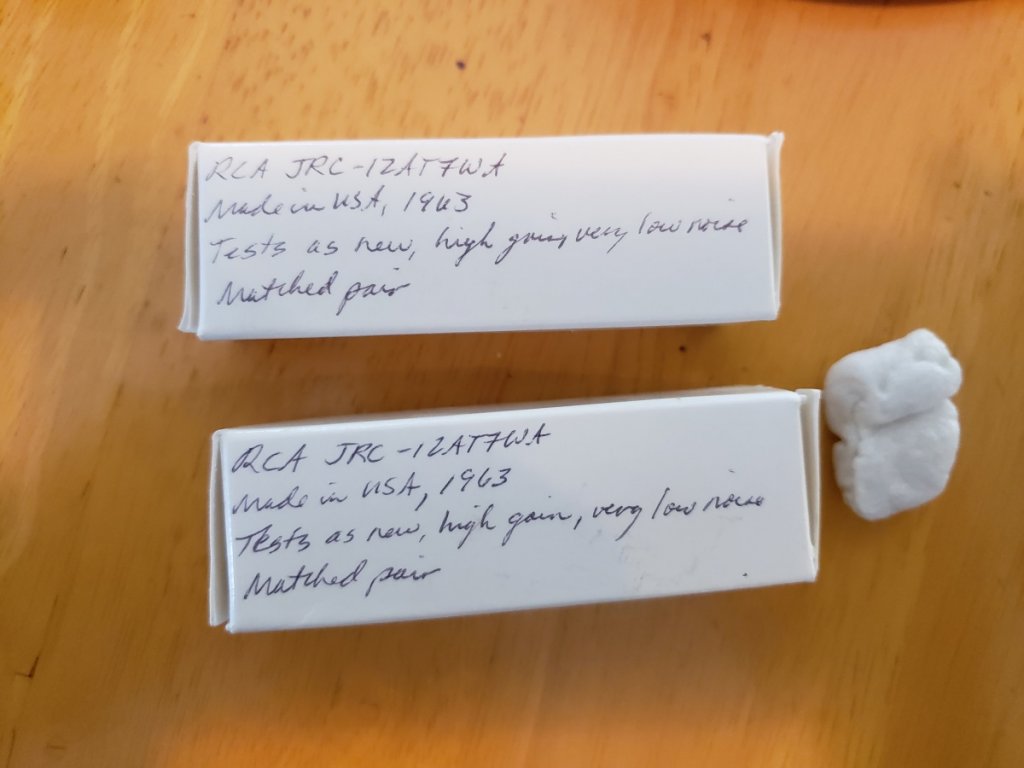 RCA JRC-12AT7WA
Made in USA, 1963
Tests as new, high gain, very low noise
Matched pair
RCA JRC-12AT7WA
Made in USA, 1963
Tests as new, high gain, very low noise
Matched pair